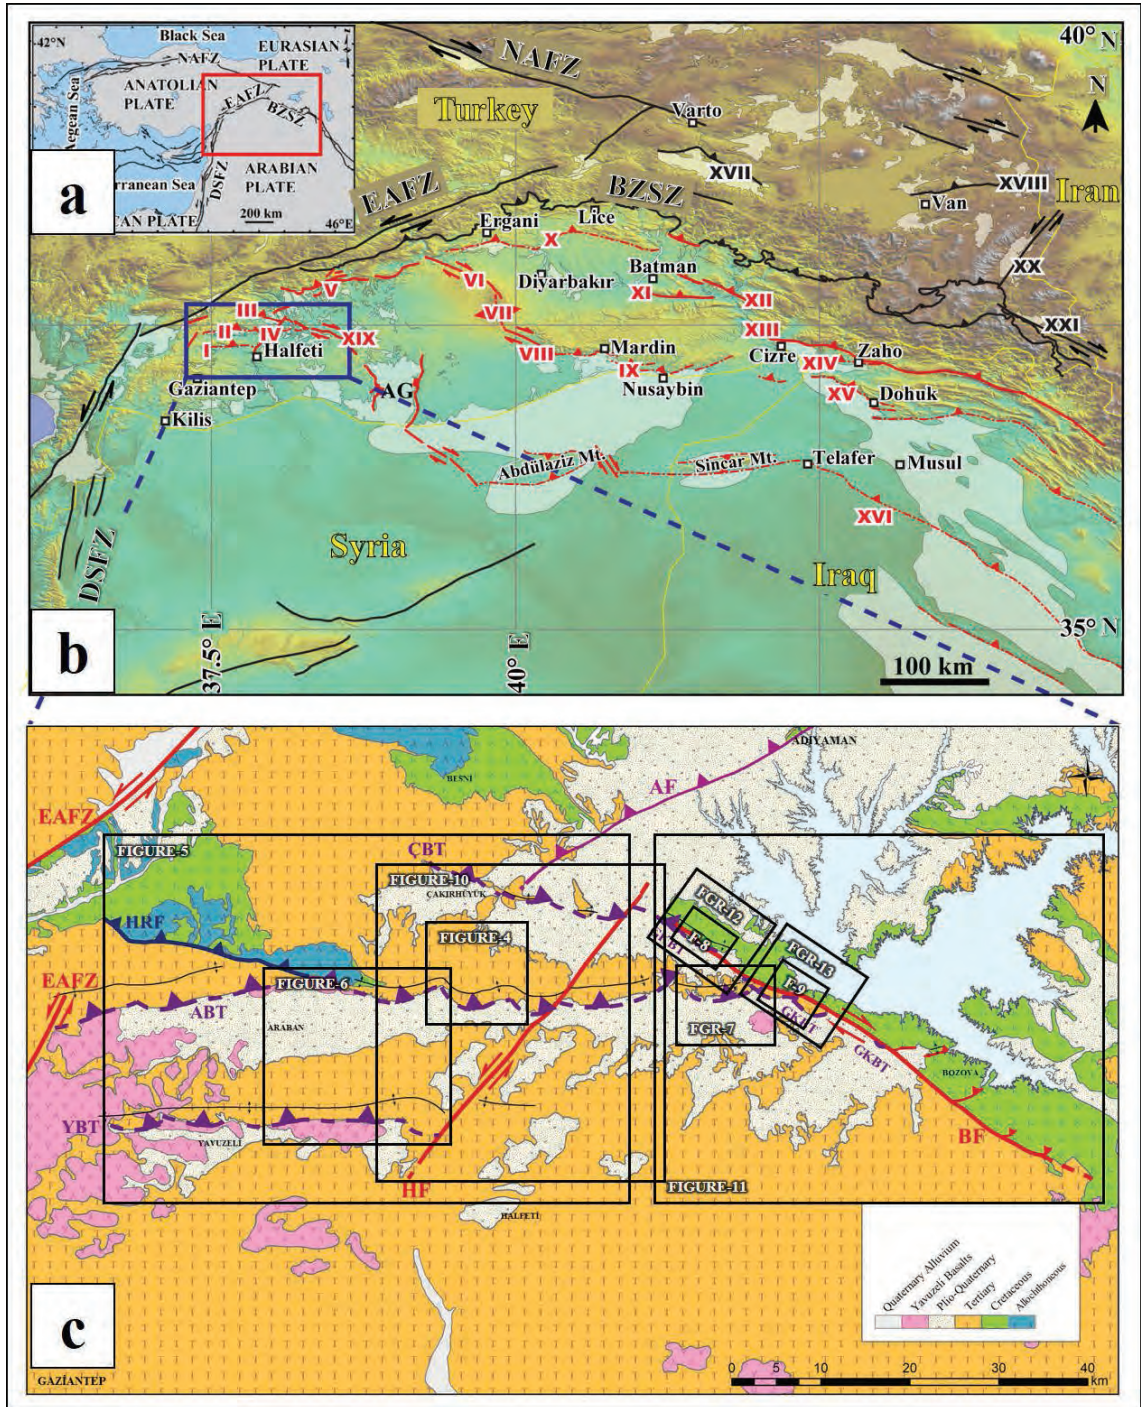 42°N
Black Sea
EURASIAN
PLATE
NAFZ
ANATOLIAN
PLATE
EAFZ
BZSZ
Aegean Sea
rranean Sea
DSFZ
ARABIAN
PLATE
CAN PLATE
200 km
46°E
a
40° N
N
NAFZ
Turkey
Varto
XVII
XVIII
Iran
Van
EAFZ
BZSZ
Ergani
Lice
X
XX
Diyarbakır
Batman
V
VI
XI
XII
VII
XXI
III
II
IV
I
XIX
Halfeti
VIII
Mardin
XIII
Cizre
XIV
Zaho
IX
Gaziantep
AG
Nusaybin
XV
Dohuk
Kilis
Abdülaziz Mt.
Sincar Mt.
Telafer
Musul
XVI
Syria
Iraq
DSFZ
35° N
37.5° E
40° E
100 km
b
ADIYAMAN
BESNİ
AF
EAFZ
FIGURE-5
ÇBT
FIGURE-10
ÇAKIRHÜYÜK
FGR-12
HRF
FIGURE-4
F-8
FGR-13
EAFZ
FIGURE-6
F-9
ABT
ARABAN
FGR-7
GKBT
GKBT
BOZOVA
YBT
YAVUZELİ
BF
HF
FIGURE-11
HALFETİ
Quaternary Alluvium
Yavuzeli Basalts
Plio-Quaternary
Tertiary
Cretaceous
Allochthoneous
c
GAZİANTEP
0 5 10 20 30 40
km